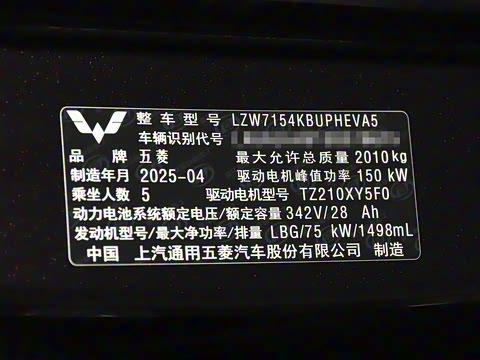 整车型号 LZW7154KBUPHEVA5
车辆识别代号
品牌 五菱 最大允许总质量 2010kg
制造年月 2025-04 驱动电机峰值功率 150 kW
乘坐人数 5 驱动电机型号 TZ210XY5F0
动力电池系统额定电压/额定容量 342V/28 Ah
发动机型号/最大净功率/排量 LBG/75 kW/1498mL
中国 上汽通用五菱汽车股份有限公司 制造